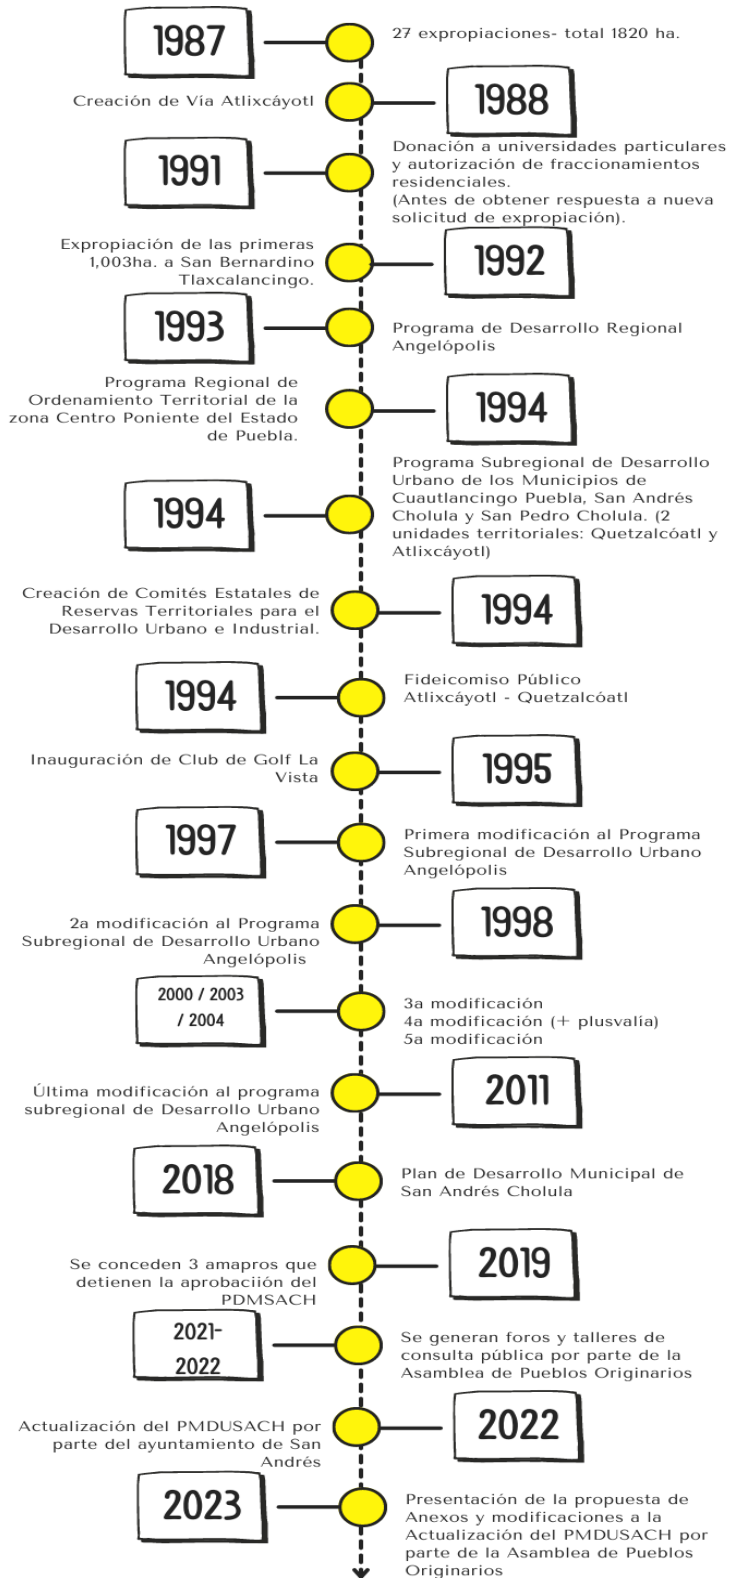 1987
27 expropiaciones- total 1820 ha.
Creación de Vía Atlixcáyotl
1988
1991
Donación a universidades particulares
y autorización de fraccionamientos
residenciales.
(Antes de obtener respuesta a nueva
solicitud de expropiación).
Expropiación de las primeras
1,003ha. a San Bernardino
Tlaxcalancingo.
1992
1993
Programa de Desarrollo Regional
Angelópolis
Programa Regional de
Ordenamiento Territorial de la
zona Centro Poniente del Estado
de Puebla.
1994
1994
Programa Subregional de Desarrollo
Urbano de los Municipios de
Cuautlancingo Puebla, San Andrés
Cholula y San Pedro Cholula. (2
unidades territoriales: Quetzalcóatl y
Atlixcáyotl)
Creación de Comités Estatales de
Reservas Territoriales para el
Desarrollo Urbano e Industrial.
1994
1994
Fideicomiso Público
Atlixcáyotl - Quetzalcóatl
Inauguración de Club de Golf La
Vista
1995
1997
Primera modificación al Programa
Subregional de Desarrollo Urbano
Angelópolis
2a modificación al Programa
Subregional de Desarrollo Urbano
Angelópolis
1998
2000 / 2003
/ 2004
3a modificación
4a modificación (+ plusvalía)
5a modificación
Última modificación al programa
subregional de Desarrollo Urbano
Angelópolis
2011
2018
Plan de Desarrollo Municipal de
San Andrés Cholula
Se conceden 3 amapros que
detienen la aprobaciión del
PDMSACH
2019
2021-
2022
Se generan foros y talleres de
consulta pública por parte de la
Asamblea de Pueblos Originarios
Actualización del PMDUSACH por
parte del ayuntamiento de San
Andrés
2022
2023
Presentación de la propuesta de
Anexos y modificaciones a la
Actualización del PMDUSACH por
parte de la Asamblea de Pueblos
Originarios